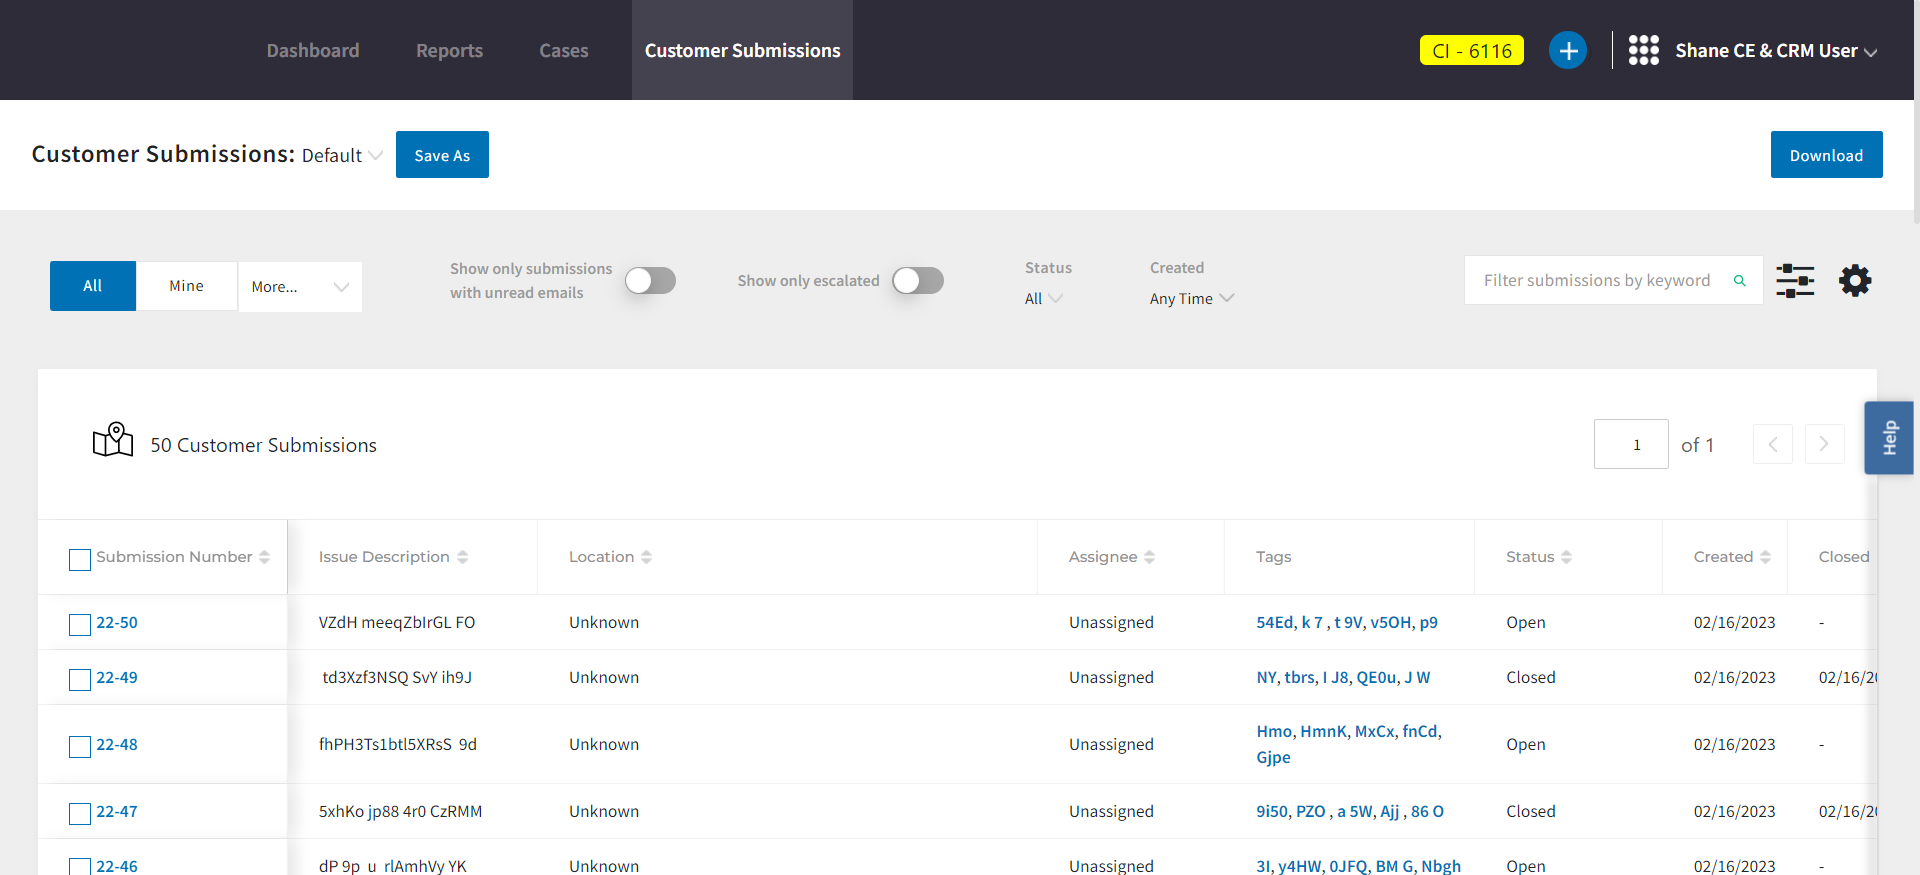 Dashboard Reports Cases Customer Submissions CI - 6116 Shane CE & CRM User
Customer Submissions: Default Save As Download
All Mine More...
Show only submissions
with unread emails
Show only escalated
Status
All
Created
Any Time
Filter submissions by keyword
Help
50 Customer Submissions 1 of 1
Submission Number Issue Description Location Assignee Tags Status Created Closed
22-50 VZdH meeqZbIrGL FO Unknown Unassigned 54Ed, k 7 , t 9V, v5OH, p9 Open 02/16/2023 -
22-49 td3Xzf3NSQ SvY ih9J Unknown Unassigned NY, tbrs, I J8, QE0u, J W Closed 02/16/2023 02/16/20
22-48 fhPH3Ts1btl5XRsS 9d Unknown Unassigned Hmo, HmnK, MxCx, fnCd, Open 02/16/2023 -
Gjpe
22-47 5xhKo jp88 4r0 CzRMM Unknown Unassigned 9i50, PZO , a 5W, Ajj , 86 O Closed 02/16/2023 02/16/20
22-46 dP 9p u rlAmhVy YK Unknown Unassigned 3I, y4HW, 0JFQ, BM G, Nbgh Open 02/16/2023 -